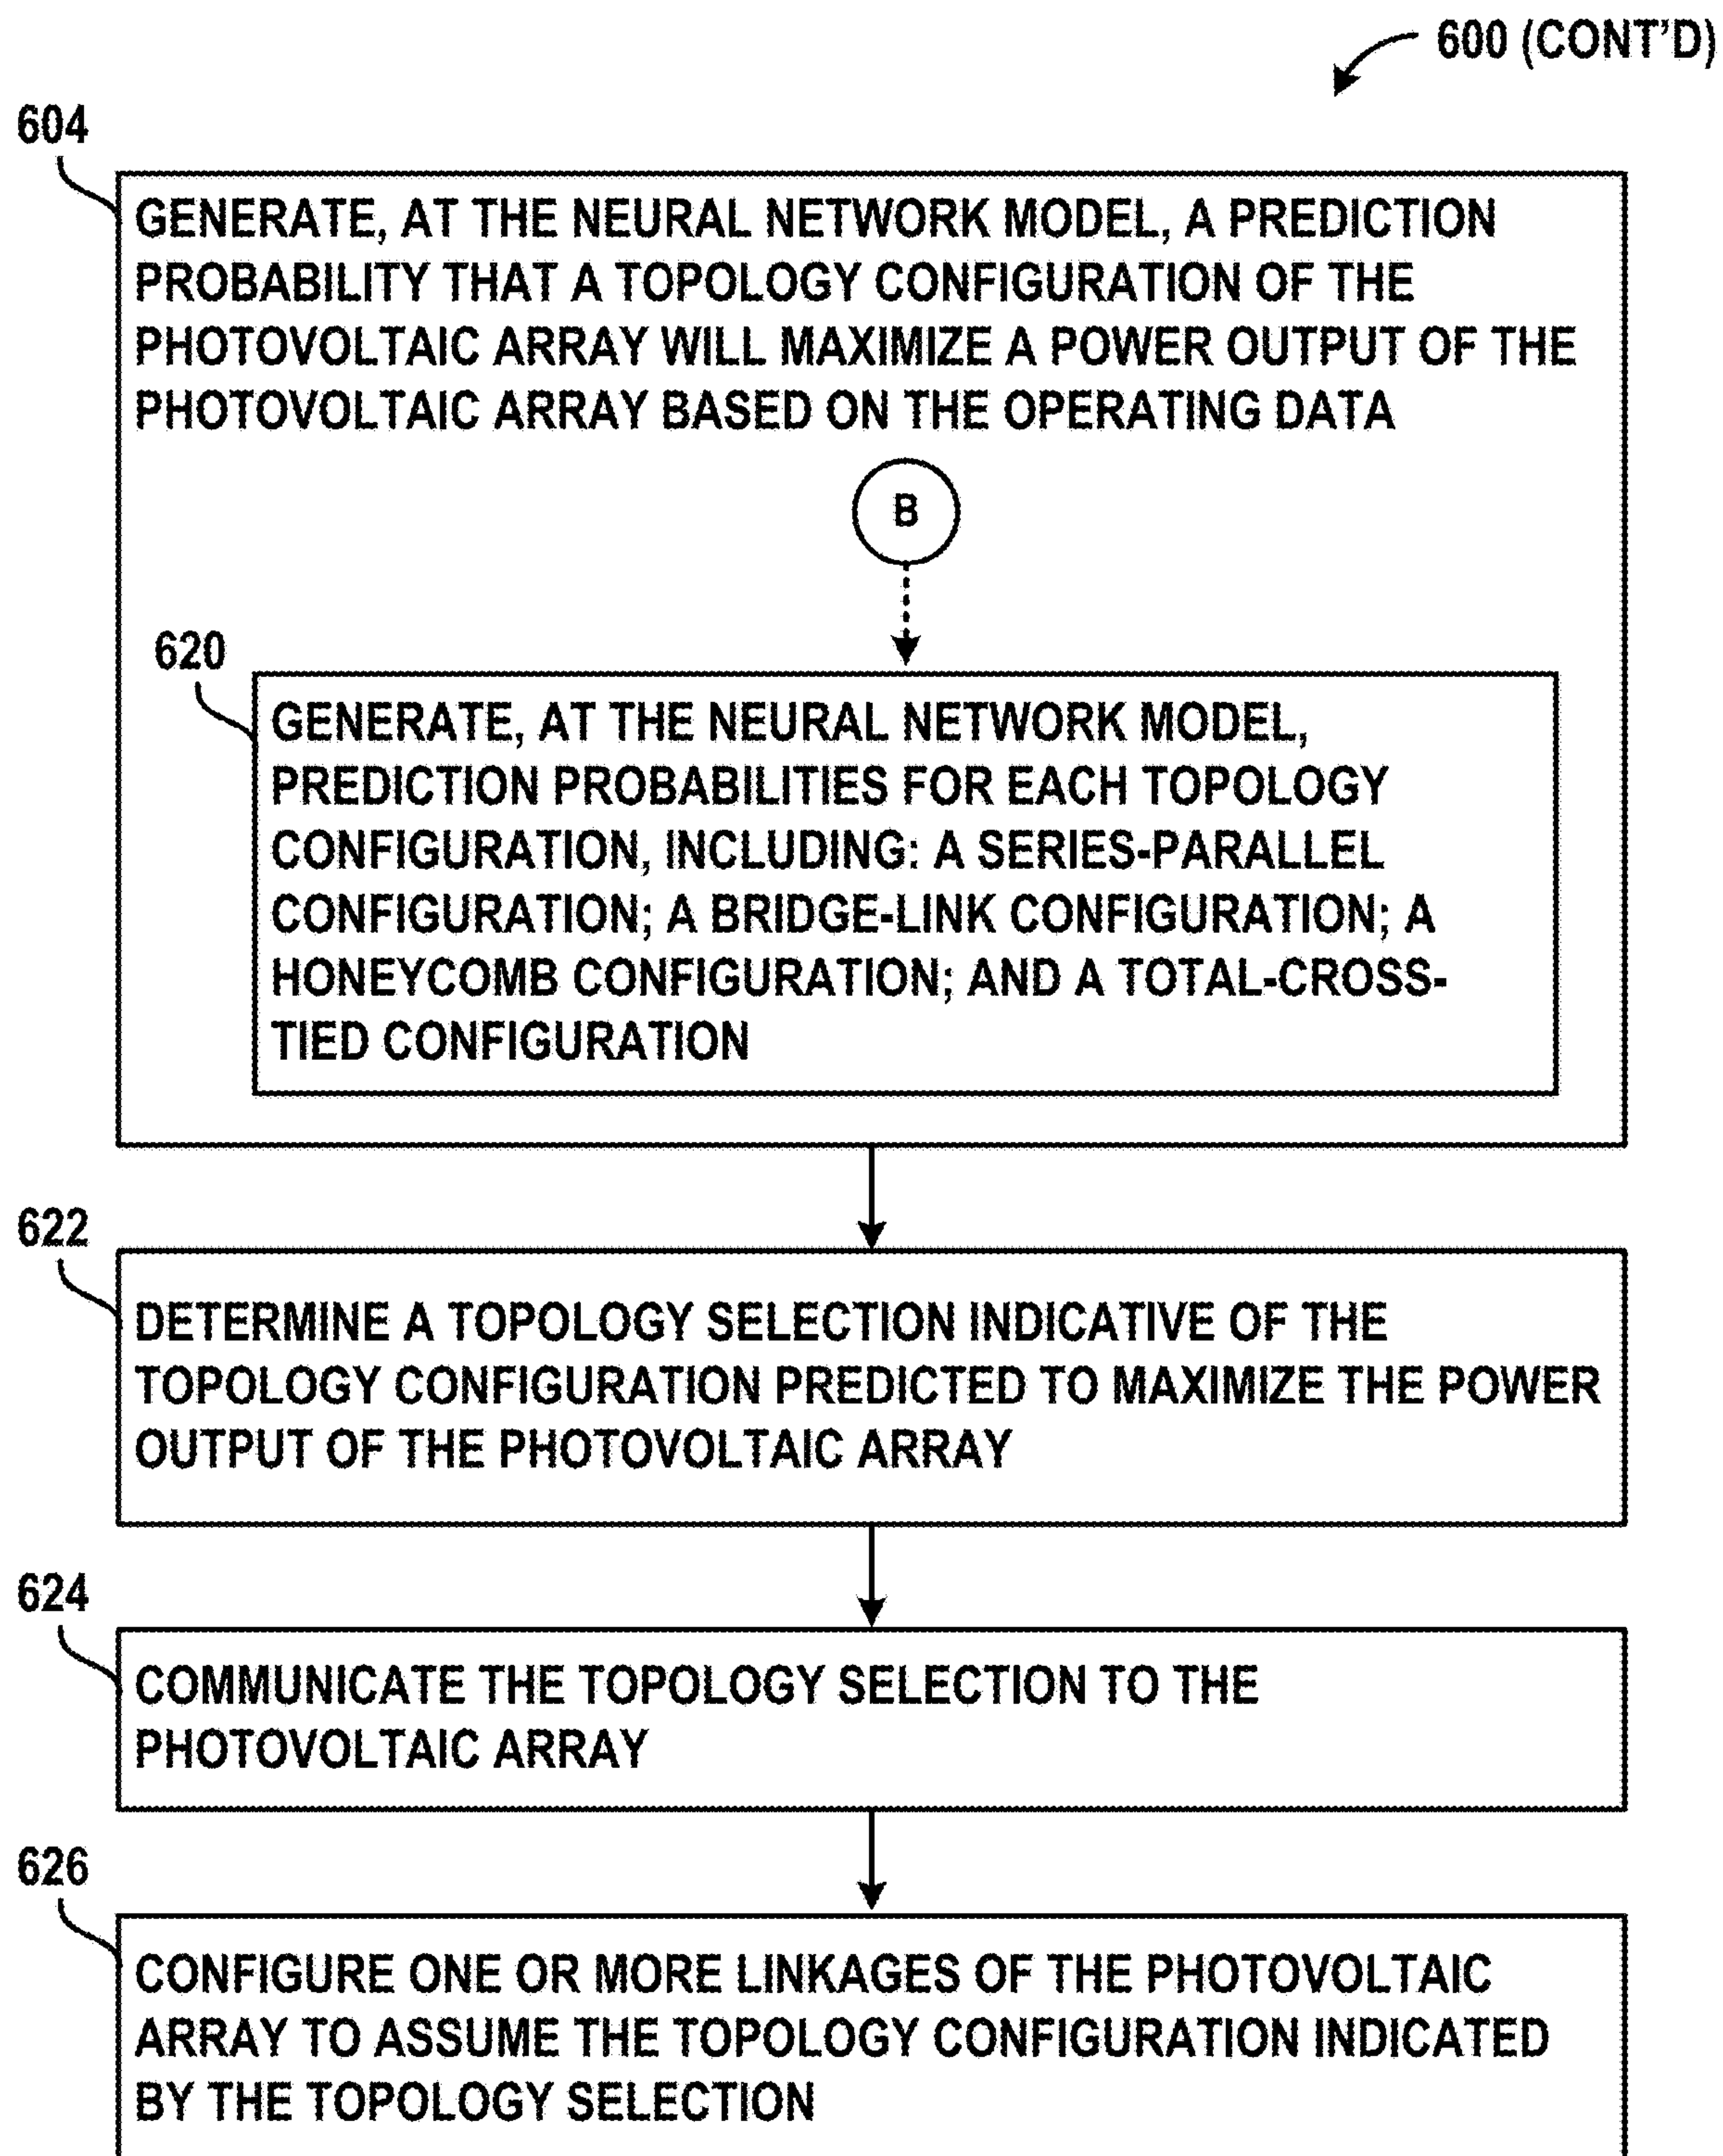 600 (CONT'D)
604
GENERATE, AT THE NEURAL NETWORK MODEL, A PREDICTION
PROBABILITY THAT A TOPOLOGY CONFIGURATION OF THE
PHOTOVOLTAIC ARRAY WILL MAXIMIZE A POWER OUTPUT OF THE
PHOTOVOLTAIC ARRAY BASED ON THE OPERATING DATA
B
620
GENERATE, AT THE NEURAL NETWORK MODEL,
PREDICTION PROBABILITIES FOR EACH TOPOLOGY
CONFIGURATION, INCLUDING: A SERIES-PARALLEL
CONFIGURATION; A BRIDGE-LINK CONFIGURATION; A
HONEYCOMB CONFIGURATION; AND A TOTAL-CROSS-
TIED CONFIGURATION
622
DETERMINE A TOPOLOGY SELECTION INDICATIVE OF THE
TOPOLOGY CONFIGURATION PREDICTED TO MAXIMIZE THE POWER
OUTPUT OF THE PHOTOVOLTAIC ARRAY
624
COMMUNICATE THE TOPOLOGY SELECTION TO THE
PHOTOVOLTAIC ARRAY
626
CONFIGURE ONE OR MORE LINKAGES OF THE PHOTOVOLTAIC
ARRAY TO ASSUME THE TOPOLOGY CONFIGURATION INDICATED
BY THE TOPOLOGY SELECTION